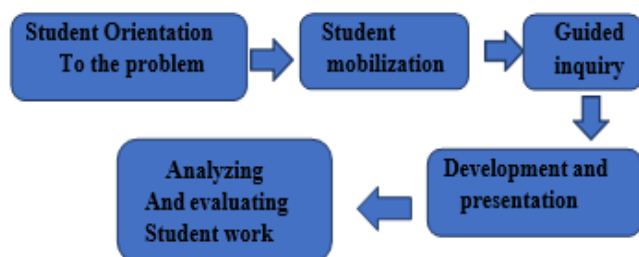 Student Orientation
To the problem
Student
mobilization
Guided
inquiry
Development and
presentation
Analyzing
And evaluating
Student work